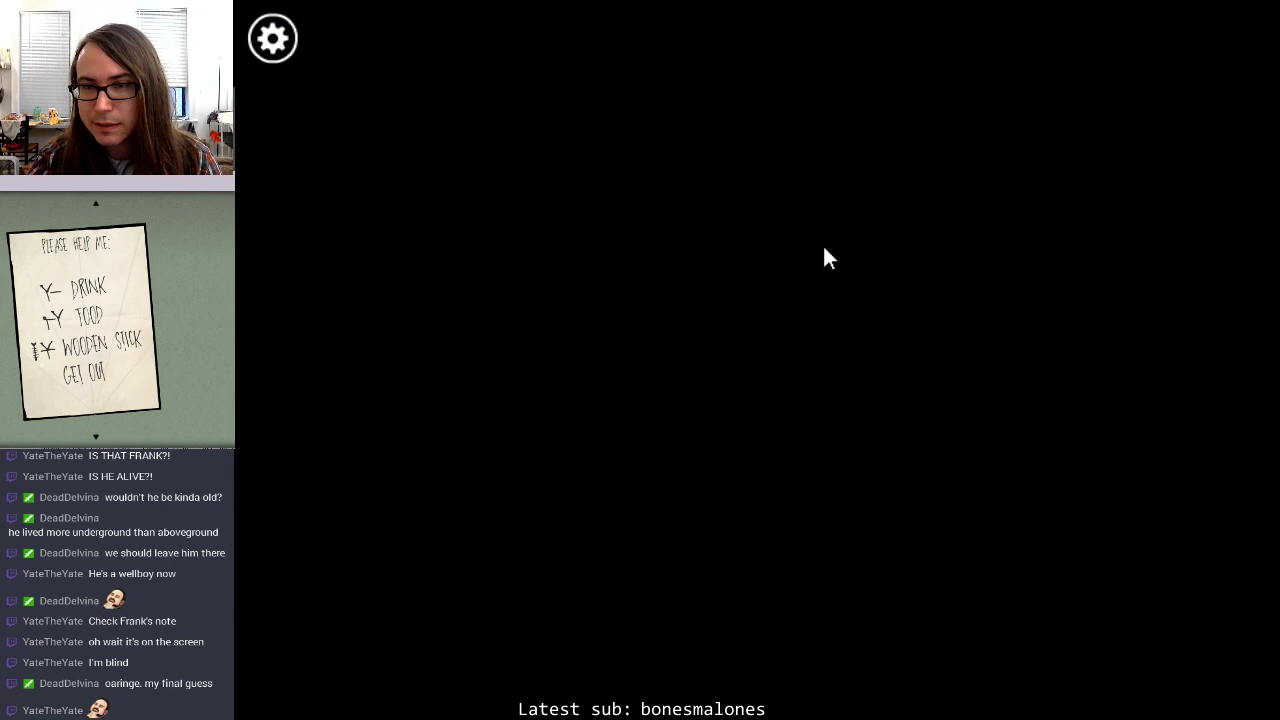 PLEASE HELP ME:
DRINK
TOOD
WOODEN STICK
GET OUT
YateTheYate IS THAT FRANK?!
YateTheYate IS HE ALIVE?!
DeadDelvina wouldn't he be kinda old?
DeadDelvina
he lived more underground than aboveground
DeadDelvina we should leave him there
YateTheYate He's a wellboy now
DeadDelvina
YateTheYate Check Frank's note
YateTheYate oh wait it's on the screen
YateTheYate I'm blind
DeadDelvina oaringe. my final guess
YateTheYate
Latest sub: bonesmalones